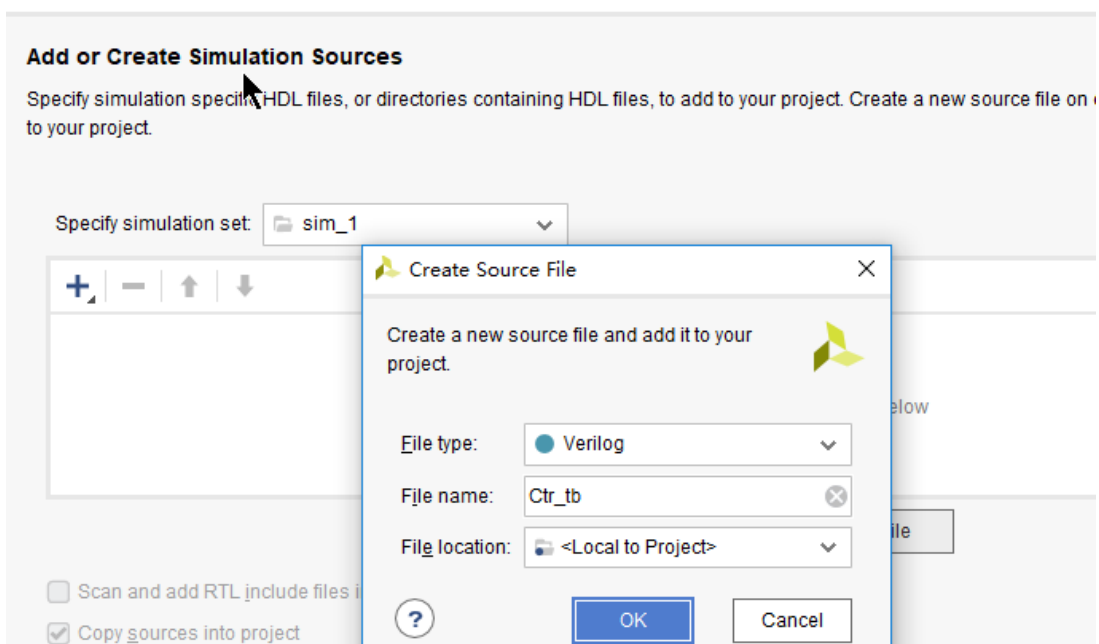 Add or Create Simulation Sources
Specify simulation specific HDL files, or directories containing HDL files, to add to your project. Create a new source file on
to your project.
Specify simulation set: sim_1
Create Source File
Create a new source file and add it to your
project.
File type: Verilog
File name: Ctr_tb
File location: <Local to Project>
Scan and add RTL include files
Copy sources into project
? OK Cancel